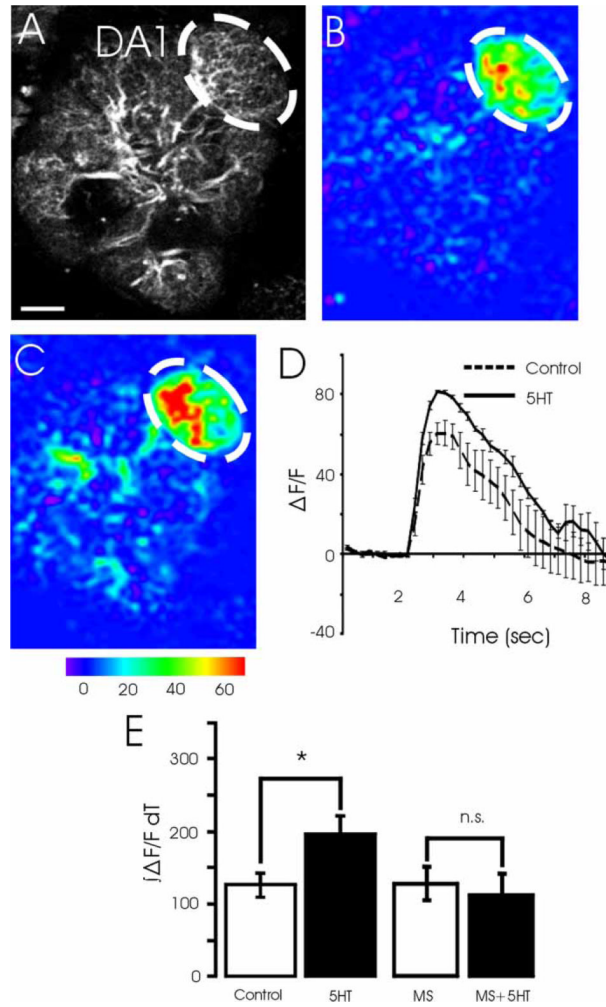 A
DA1
B
C
0 20 40 60
D
Control
5HT
80
40
0
-40
ΔF/F
2 4 6 8
Time (sec)
E
300
200
100
0
∫ΔF/F dT
*
n.s.
Control 5HT MS MS+5HT